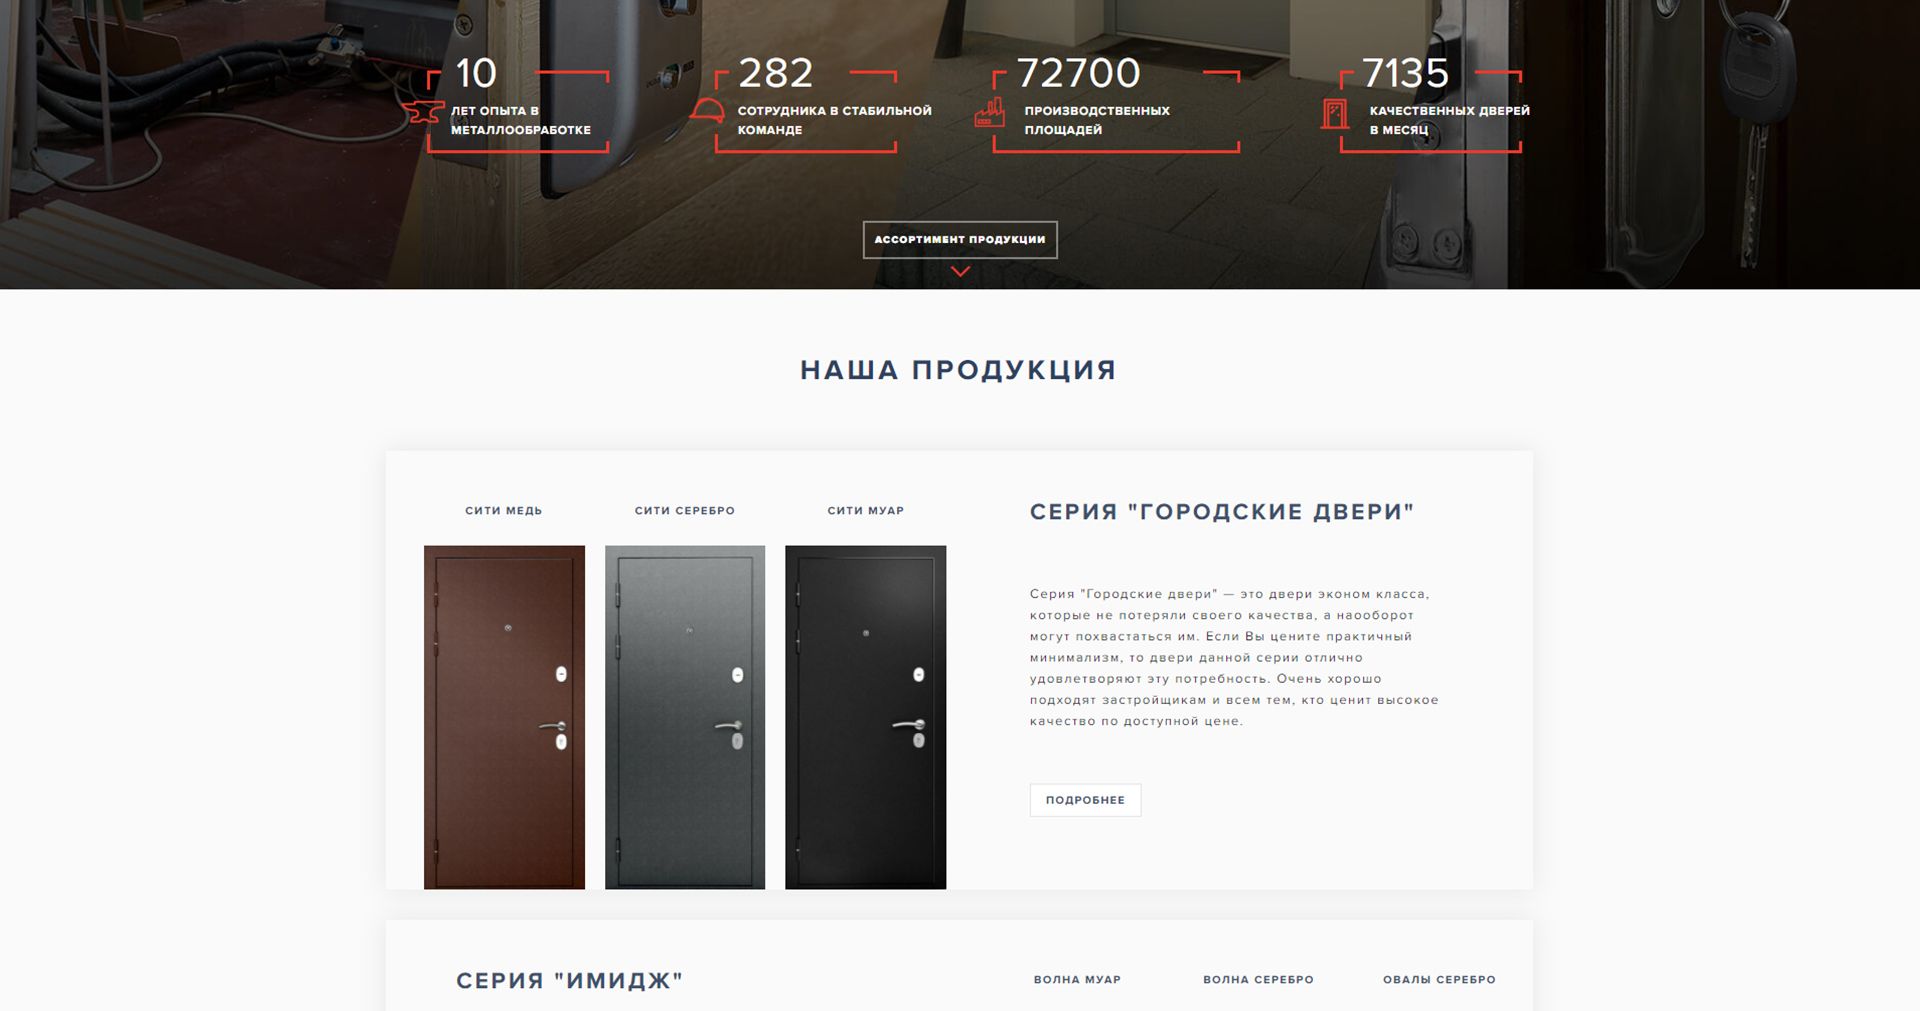 10
ЛЕТ ОПЫТА В
МЕТАЛЛООБРАБОТКЕ
282
СОТРУДНИКА В СТАБИЛЬНОЙ
КОМАНДЕ
72700
ПРОИЗВОДСТВЕННЫХ
ПЛОЩАДЕЙ
7135
КАЧЕСТВЕННЫХ ДВЕРЕЙ
В МЕСЯЦ
АССОРТИМЕНТ ПРОДУКЦИИ
НАША ПРОДУКЦИЯ
СИТИ МЕДЬ
СИТИ СЕРЕБРО
СИТИ МУАР
СЕРИЯ "ГОРОДСКИЕ ДВЕРИ"
Серия "Городские двери" — это двери эконом класса,
которые не потеряли своего качества, а наооборот
могут похвастаться им. Если Вы цените практичный
минимализм, то двери данной серии отлично
удовлетворяют эту потребность. Очень хорошо
подходят застройщикам и всем тем, кто ценит высокое
качество по доступной цене.
ПОДРОБНЕЕ
СЕРИЯ "ИМИДЖ"
ВОЛНА МУАР
ВОЛНА СЕРЕБРО
ОВАЛЫ СЕРЕБРО